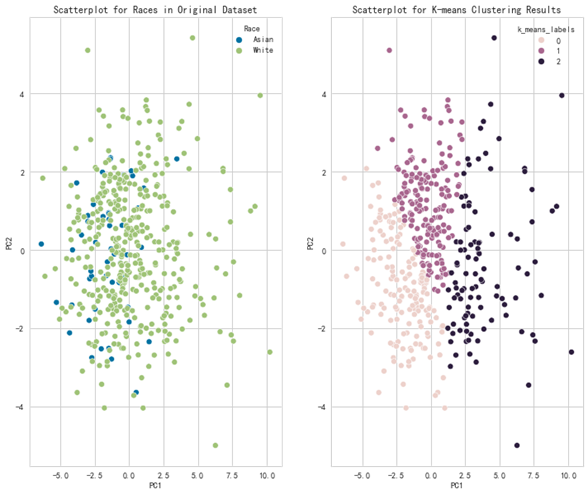 Scatterplot for Races in Original Dataset
Race
Asian
White
4
2
0
−2
−4
PC2
−5.0
−2.5
0.0
2.5
5.0
7.5
10.0
PC1
Scatterplot for K-means Clustering Results
k_means_labels
0
1
2
4
2
0
−2
−4
PC2
−5.0
−2.5
0.0
2.5
5.0
7.5
10.0
PC1